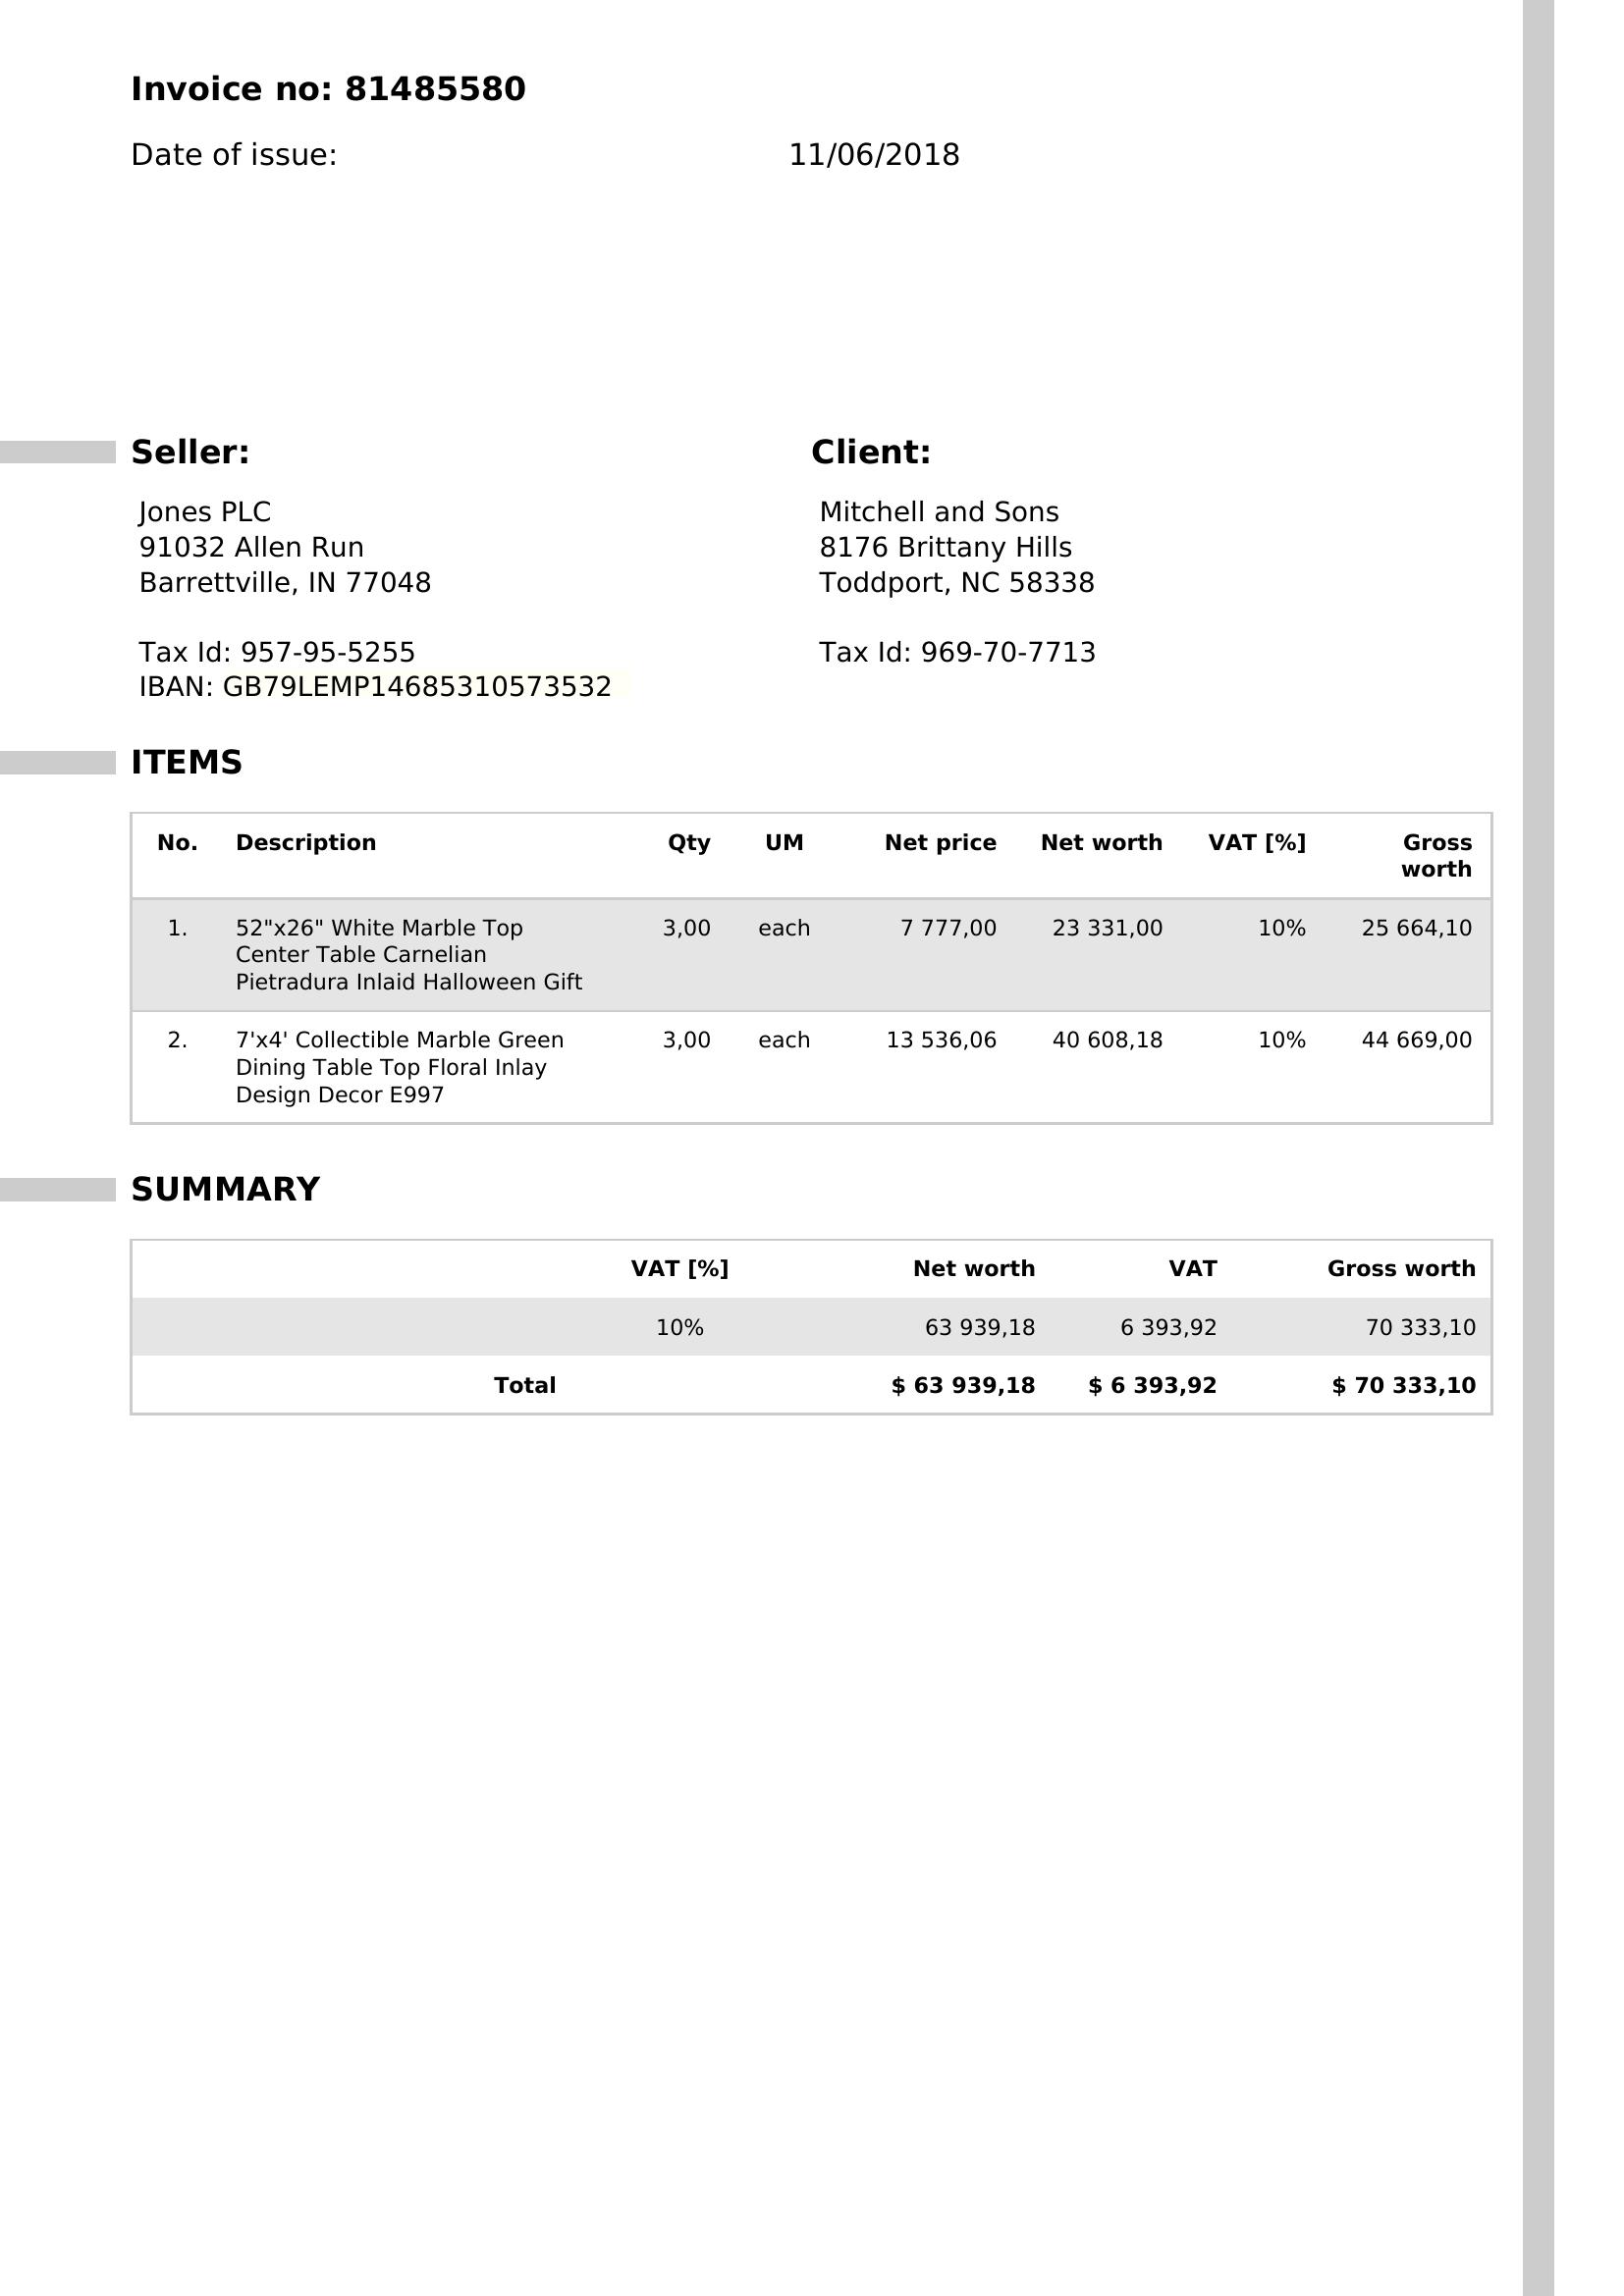 Invoice no: 81485580
Date of issue: 11/06/2018
Seller:
Jones PLC
91032 Allen Run
Barrettville, IN 77048
Tax Id: 957-95-5255
IBAN: GB79LEMP14685310573532
Client:
Mitchell and Sons
8176 Brittany Hills
Toddport, NC 58338
Tax Id: 969-70-7713
ITEMS
No. Description Qty UM Net price Net worth VAT [%] Gross
worth
1. 52"x26" White Marble Top 3,00 each 7 777,00 23 331,00 10% 25 664,10
Center Table Carnelian
Pietradura Inlaid Halloween Gift
2. 7'x4' Collectible Marble Green 3,00 each 13 536,06 40 608,18 10% 44 669,00
Dining Table Top Floral Inlay
Design Decor E997
SUMMARY
VAT [%] Net worth VAT Gross worth
10% 63 939,18 6 393,92 70 333,10
Total $ 63 939,18 $ 6 393,92 $ 70 333,10